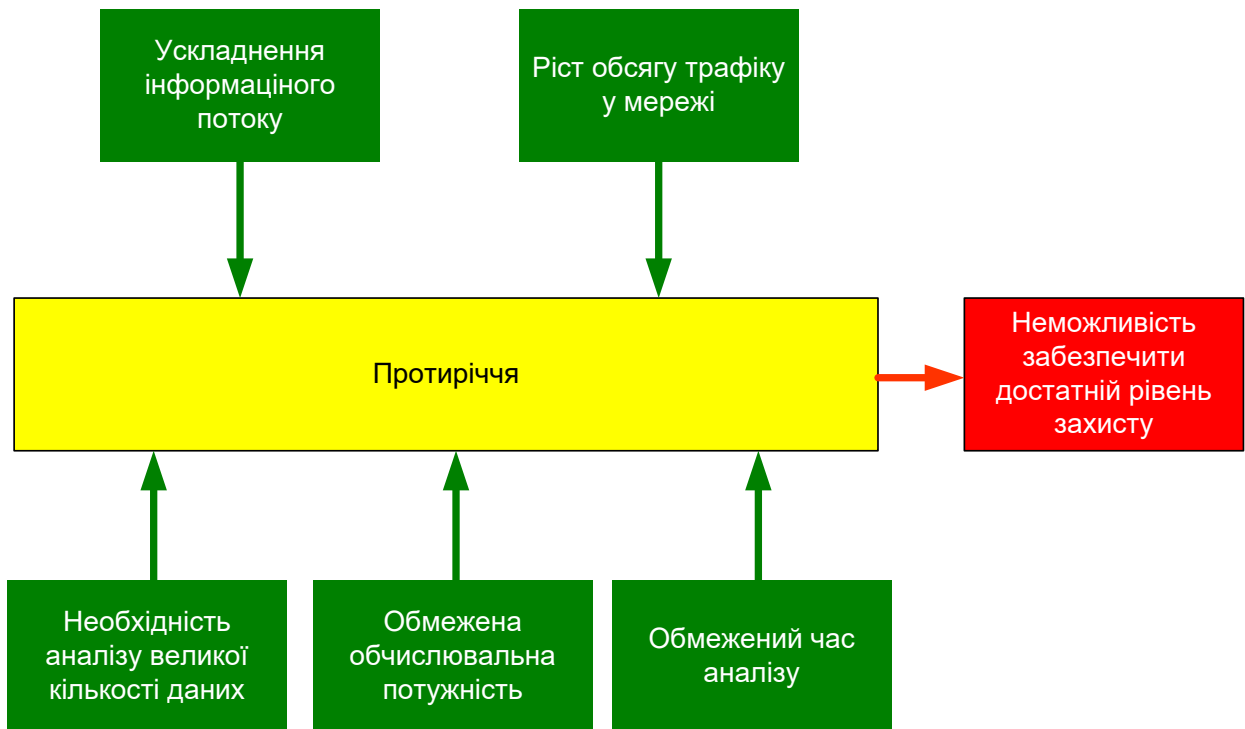 Ускладнення
інформаціного
потоку
Ріст обсягу трафіку
у мережі
Протиріччя
Неможливість
забезпечити
достатній рівень
захисту
Необхідність
аналізу великої
кількості даних
Обмежена
обчислювальна
потужність
Обмежений час
аналізу